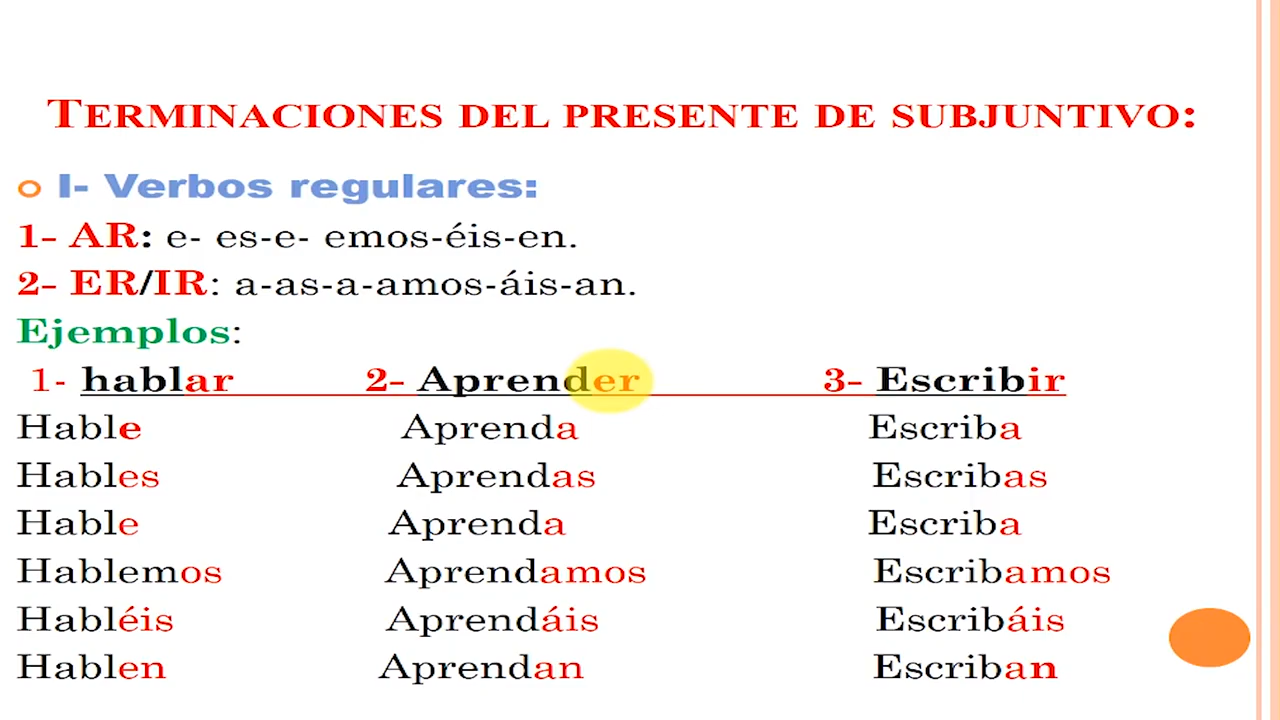 TERMINACIONES DEL PRESENTE DE SUBJUNTIVO:
I- Verbos regulares:
1- AR: e- es-e- emos-éis-en.
2- ER/IR: a-as-a-amos-áis-an.
Ejemplos:
1- hablar 2- Aprender 3- Escribir
Hable Aprenda Escriba
Hables Aprendas Escribas
Hable Aprenda Escriba
Hablemos Aprendamos Escribamos
Habléis Aprendáis Escribáis
Hablen Aprendan Escriban